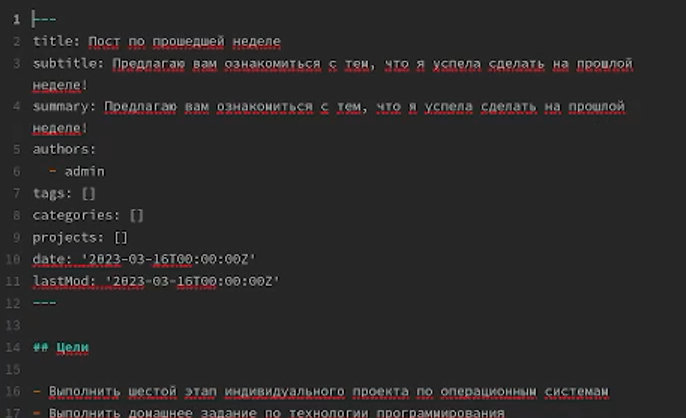 1 ---
2 title: Пост по прошедшей неделе
3 subtitle: Предлагаю вам ознакомиться с тем, что я успела сделать на прошлой
неделе!
4 summary: Предлагаю вам ознакомиться с тем, что я успела сделать на прошлой
неделе!
5 authors:
6 - admin
7 tags: []
8 categories: []
9 projects: []
10 date: '2023-03-16T00:00:00Z'
11 lastMod: '2023-03-16T00:00:00Z'
12 ---
13
14 ## Цели
15
16 - Выполнить шестой этап индивидуального проекта по операционным системам
17 - Выполнить домашнее задание по технологии программирования